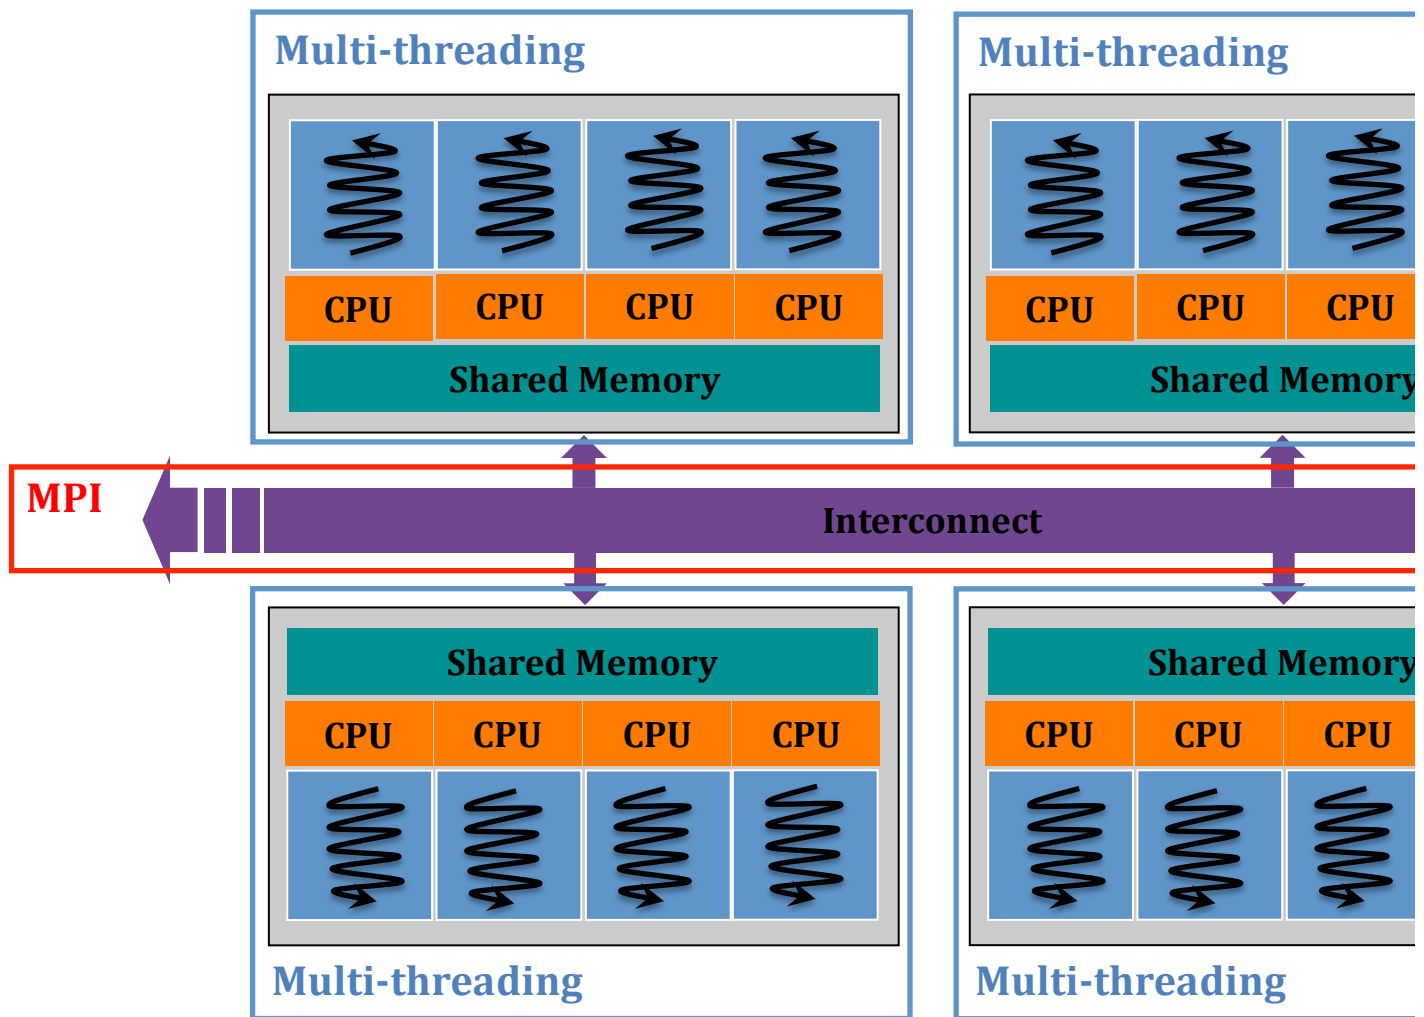 Multi-threading
Multi-threading
CPU CPU CPU CPU
CPU CPU CPU
Shared Memory
Shared Memory
MPI
Interconnect
Shared Memory
Shared Memory
CPU CPU CPU CPU
CPU CPU CPU
Multi-threading
Multi-threading